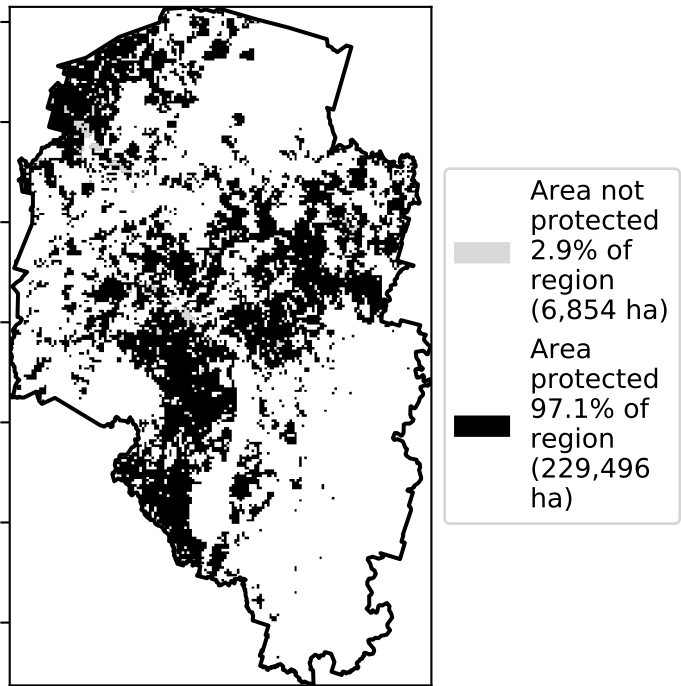 Area not
protected
2.9% of
region
(6,854 ha)
Area
protected
97.1% of
region
(229,496
ha)